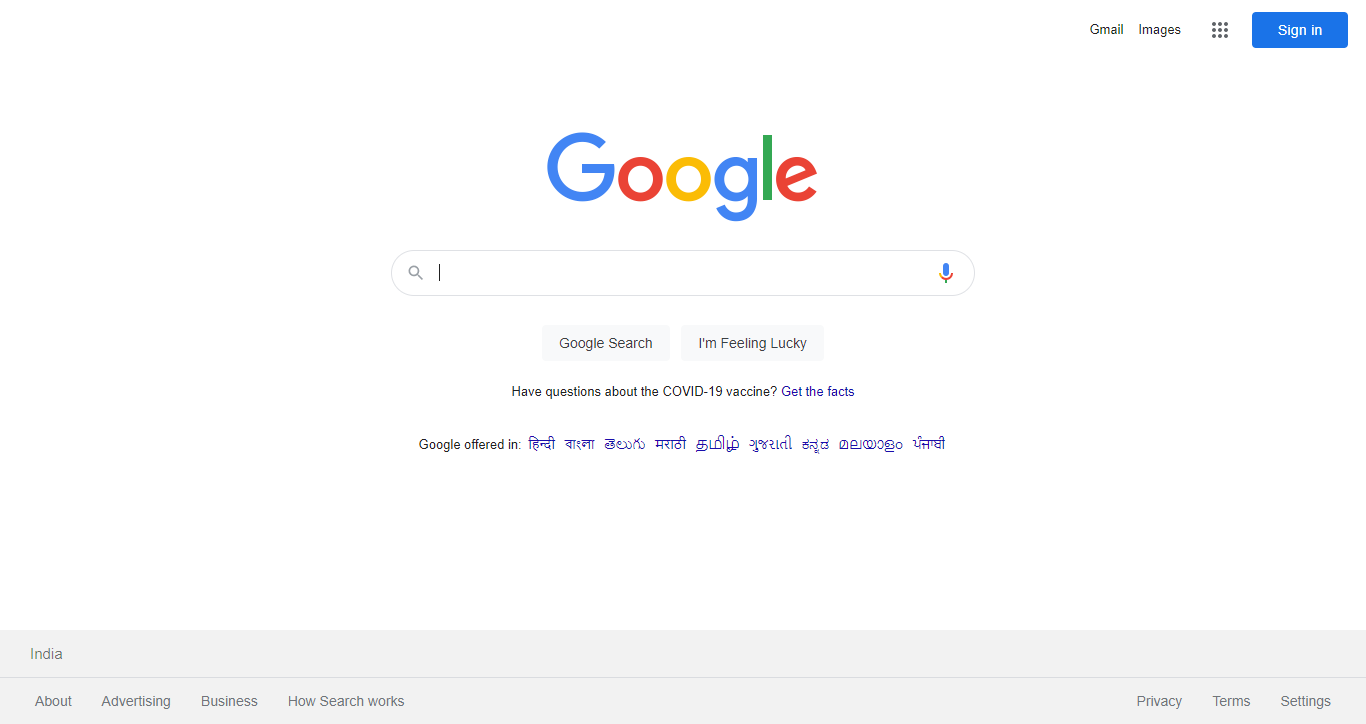 Gmail Images Sign in
Google
Google Search I'm Feeling Lucky
Have questions about the COVID-19 vaccine? Get the facts
Google offered in: हिन्दी বাংলা తెలుగు मराठी தமிழ் ગુજરાતી ಕನ್ನಡ മലയാളം ਪੰਜਾਬੀ
India
About Advertising Business How Search works Privacy Terms Settings